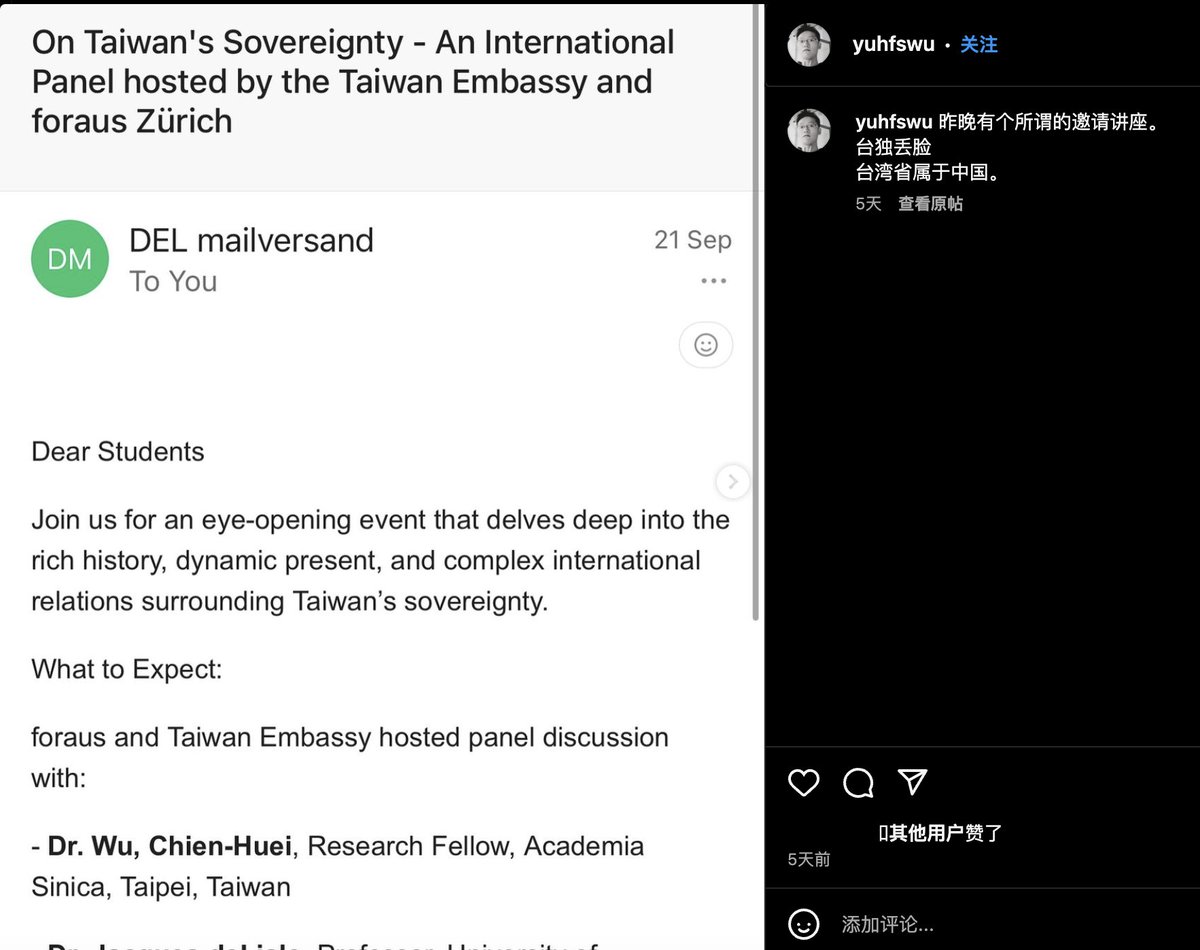 On Taiwan's Sovereignty - An International
Panel hosted by the Taiwan Embassy and
foraus Zürich
DM
DEL mailversand
21 Sep
To You
Dear Students
Join us for an eye-opening event that delves deep into the
rich history, dynamic present, and complex international
relations surrounding Taiwan’s sovereignty.
What to Expect:
foraus and Taiwan Embassy hosted panel discussion
with:
- Dr. Wu, Chien-Huei, Research Fellow, Academia
Sinica, Taipei, Taiwan
yuhfswu • 关注
yuhfswu 昨晚有个所谓的邀请讲座。
台独丢脸
台湾省属于中国。
5天 查看原帖
其他用户赞了
5天前
添加评论...